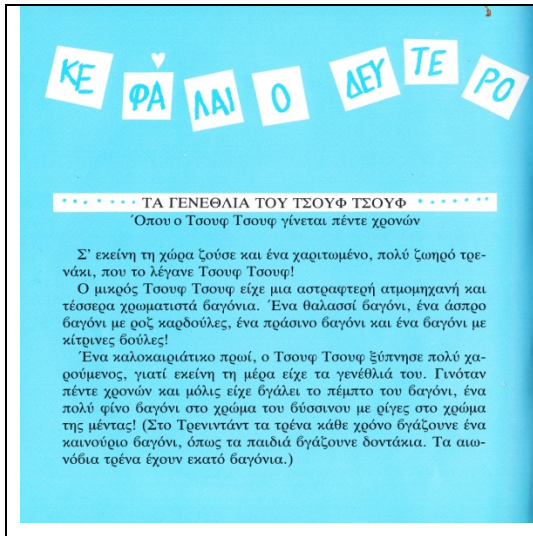 ΚΕ ΦΑ ΛΑΙ Ο ΔΕΥ ΤΕ ΡΟ
ΤΑ ΓΕΝΕΘΛΙΑ ΤΟΥ ΤΣΟΥΦ ΤΣΟΥΦ
Όπου ο Τσουφ Τσουφ γίνεται πέντε χρονών
Σ' εκείνη τη χώρα ζούσε και ένα χαριτωμένο, πολύ ζωηρό τρε-
νάκι, που το λέγανε Τσουφ Τσουφ!
Ο μικρός Τσουφ Τσουφ είχε μια αστραφτερή ατμομηχανή και
τέσσερα χρωματιστά βαγόνια. Ένα θαλασσί βαγόνι, ένα άσπρο
βαγόνι με ροζ καρδούλες, ένα πράσινο βαγόνι και ένα βαγόνι με
κίτρινες βούλες!
Ένα καλοκαιριάτικο πρωί, ο Τσουφ Τσουφ ξύπνησε πολύ χα-
ρούμενος, γιατί εκείνη τη μέρα είχε τα γενέθλιά του. Γινόταν
πέντε χρονών και μόλις είχε βγάλει το πέμπτο του βαγόνι, ένα
πολύ φίνο βαγόνι στο χρώμα του βύσσινου με ρίγες στο χρώμα
της μέντας! (Στο Τρενιντάντ τα τρένα κάθε χρόνο βγάζουνε ένα
καινούριο βαγόνι, όπως τα παιδιά βγάζουνε δοντάκια. Τα αιω-
νόβια τρένα έχουν εκατό βαγόνια.)